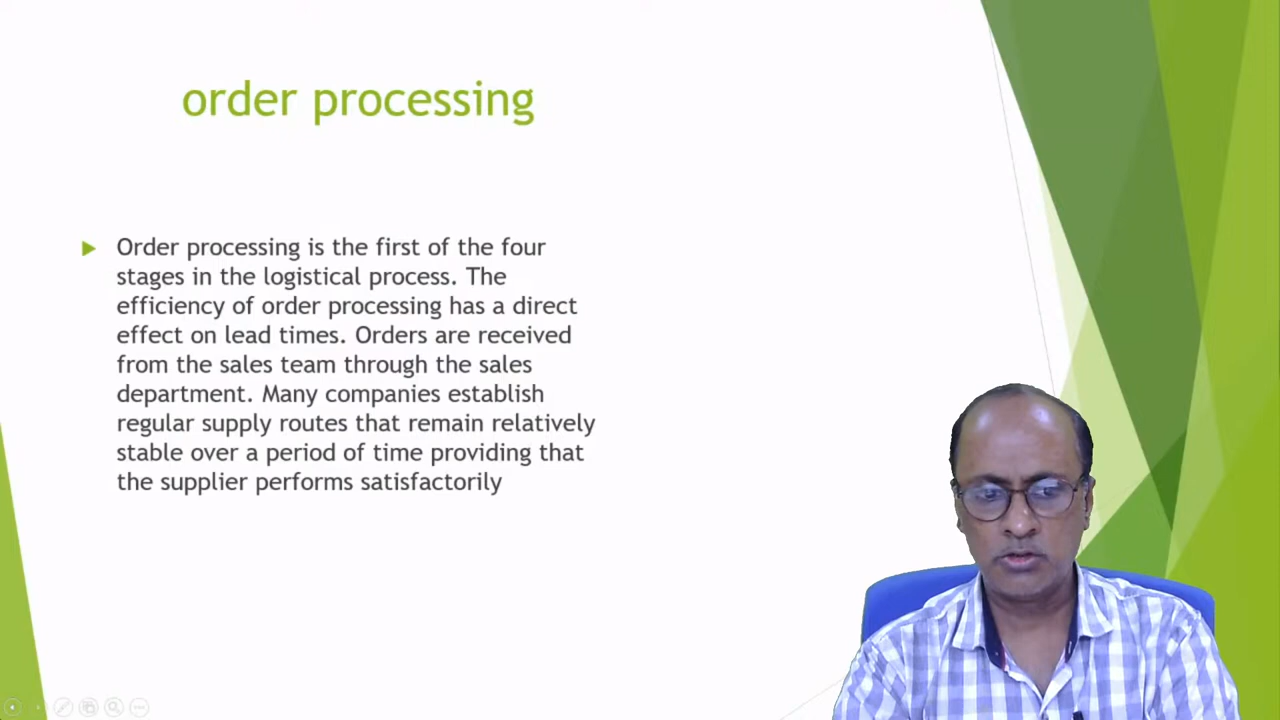 order processing
Order processing is the first of the four
stages in the logistical process. The
efficiency of order processing has a direct
effect on lead times. Orders are received
from the sales team through the sales
department. Many companies establish
regular supply routes that remain relatively
stable over a period of time providing that
the supplier performs satisfactorily